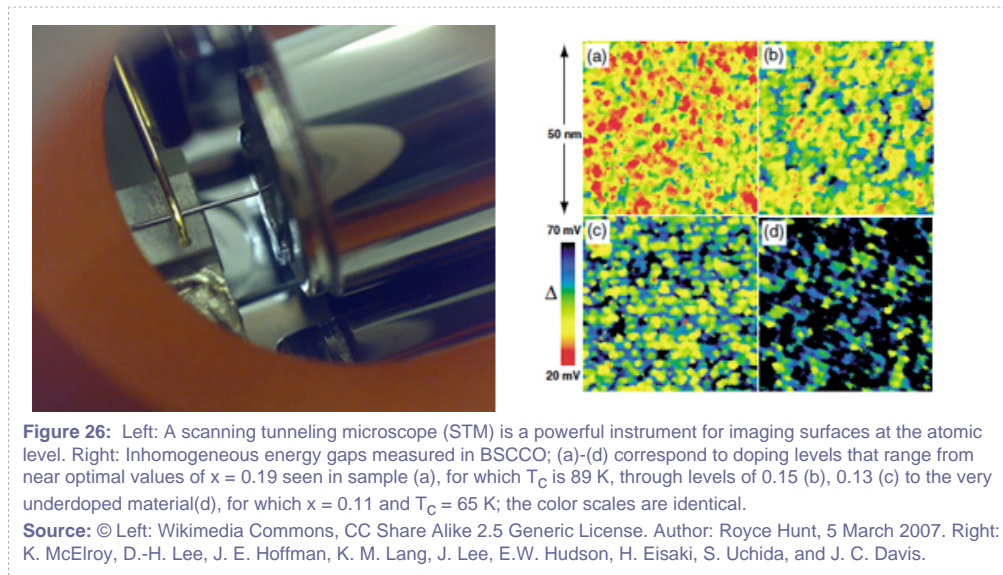 (a)
(b)
50 nm
70 mV
(c)
(d)
Δ
20 mV
Figure 26: Left: A scanning tunneling microscope (STM) is a powerful instrument for imaging surfaces at the atomic
level. Right: Inhomogeneous energy gaps measured in BSCCO; (a)-(d) correspond to doping levels that range from
near optimal values of x = 0.19 seen in sample (a), for which TC is 89 K, through levels of 0.15 (b), 0.13 (c) to the very
underdoped material(d), for which x = 0.11 and TC = 65 K; the color scales are identical.
Source: © Left: Wikimedia Commons, CC Share Alike 2.5 Generic License. Author: Royce Hunt, 5 March 2007. Right:
K. McElroy, D.-H. Lee, J. E. Hoffman, K. M. Lang, J. Lee, E.W. Hudson, H. Eisaki, S. Uchida, and J. C. Davis.